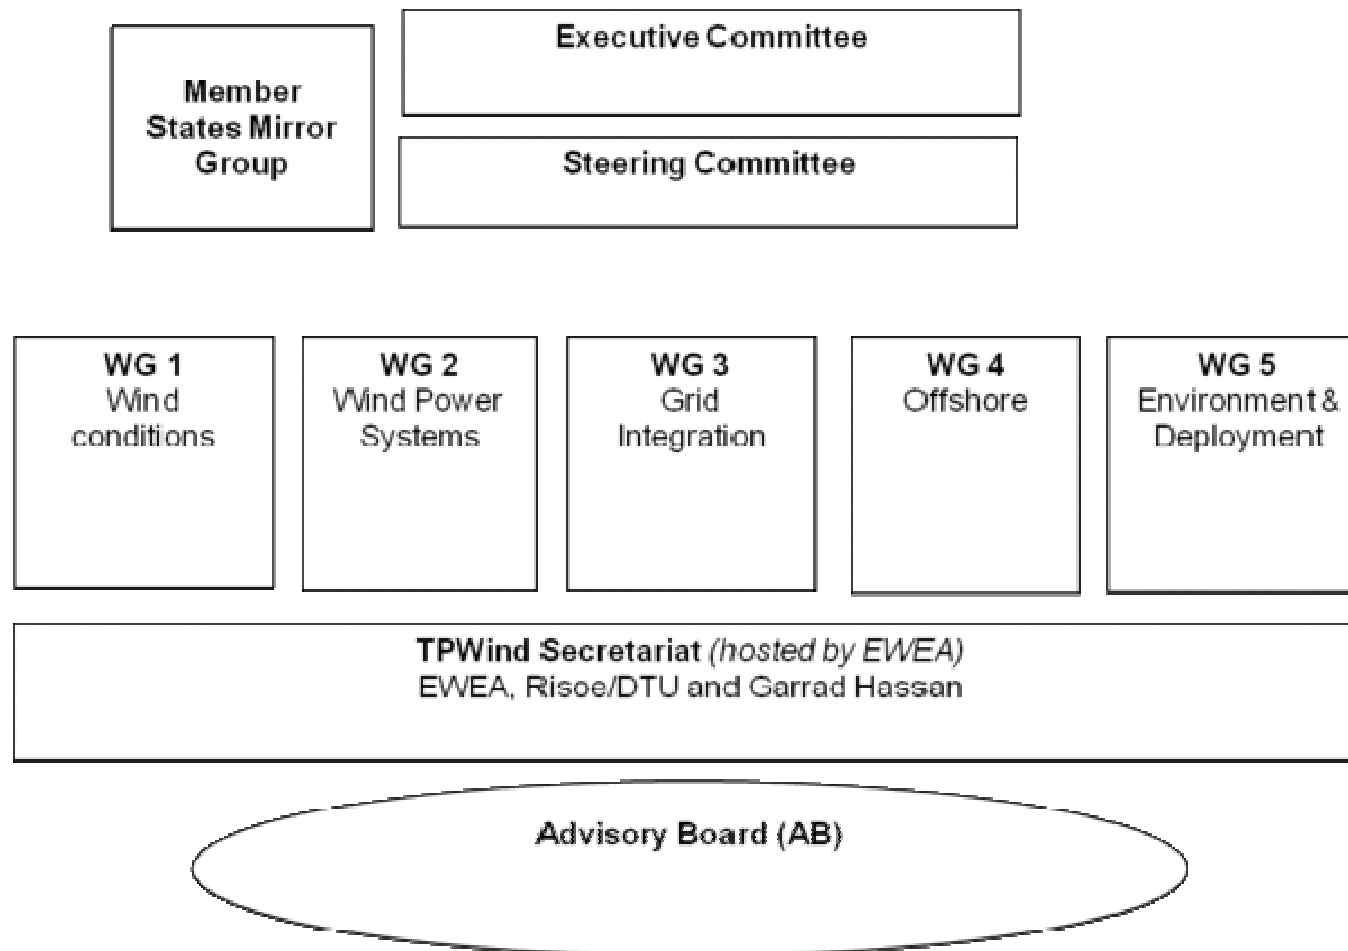 Member
States Mirror
Group
Executive Committee
Steering Committee
WG 1
Wind
conditions
WG 2
Wind Power
Systems
WG 3
Grid
Integration
WG 4
Offshore
WG 5
Environment &
Deployment
TPWind Secretariat (hosted by EWEA)
EWEA, Risoe/DTU and Garrad Hassan
Advisory Board (AB)